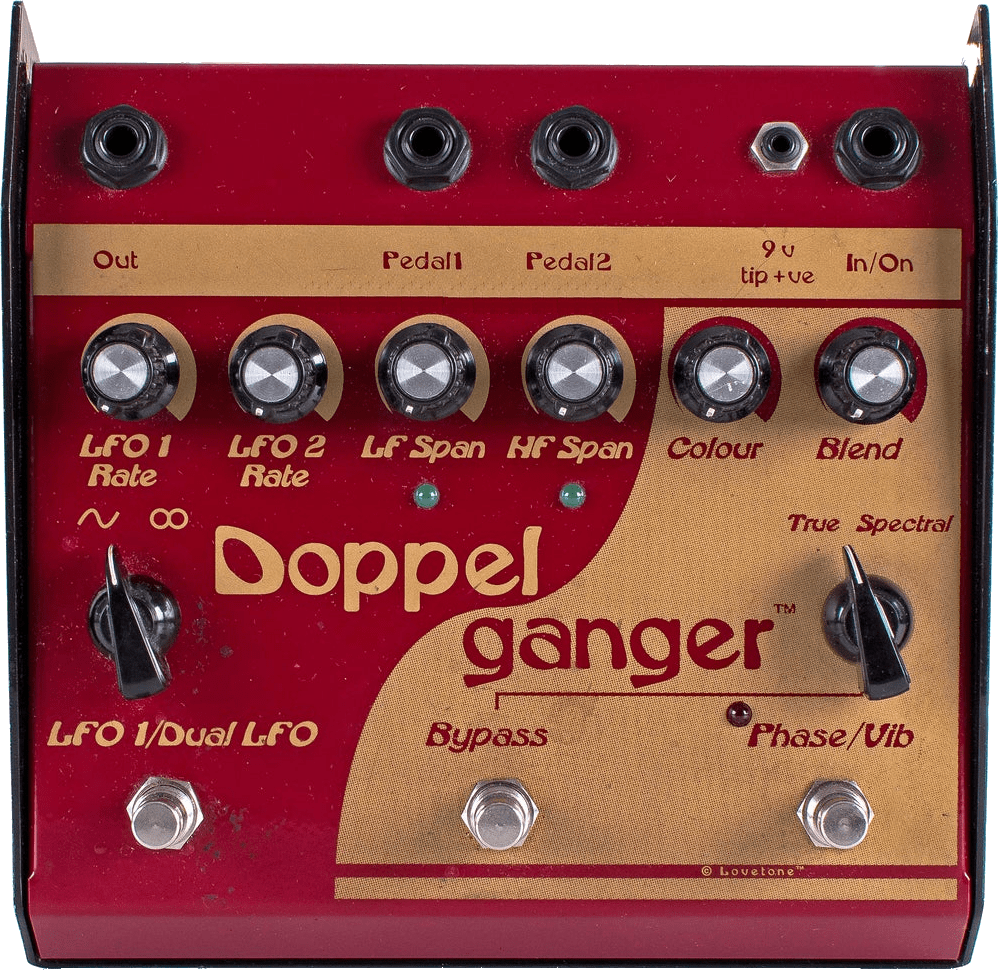 Out
Pedal1
Pedal2
9v
tip +ve
In/On
LFO 1
Rate
LFO 2
Rate
LF Span
HF Span
Colour
Blend
True Spectral
Doppel
ganger™
LFO 1/Dual LFO
Bypass
Phase/Vib
© Lovetone™